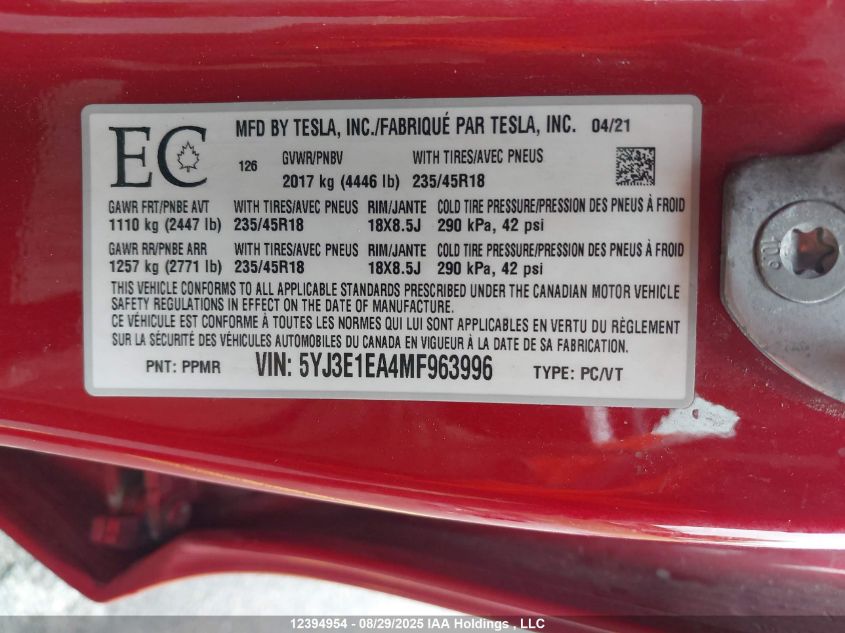 EC
MFD BY TESLA, INC./FABRIQUÉ PAR TESLA, INC. 04/21
126
GVWR/PNBV WITH TIRES/AVEC PNEUS
2017 kg (4446 lb) 235/45R18
GAWR FRT/PNBE AVT WITH TIRES/AVEC PNEUS RIM/JANTE COLD TIRE PRESSURE/PRESSION DES PNEUS À FROID
1110 kg (2447 lb) 235/45R18 18X8.5J 290 kPa, 42 psi
GAWR RR/PNBE ARR WITH TIRES/AVEC PNEUS RIM/JANTE COLD TIRE PRESSURE/PRESSION DES PNEUS À FROID
1257 kg (2771 lb) 235/45R18 18X8.5J 290 kPa, 42 psi
THIS VEHICLE CONFORMS TO ALL APPLICABLE STANDARDS PRESCRIBED UNDER THE CANADIAN MOTOR VEHICLE
SAFETY REGULATIONS IN EFFECT ON THE DATE OF MANUFACTURE.
CE VÉHICULE EST CONFORME À TOUTES LES NORMES QUI LUI SONT APPLICABLES EN VERTU DU RÈGLEMENT
SUR LA SÉCURITÉ DES VÉHICULES AUTOMOBILES DU CANADA EN VIGUEUR À LA DATE DE SA FABRICATION.
PNT: PPMR VIN: 5YJ3E1EA4MF963996 TYPE: PC/VT
12394954 - 08/29/2025 IAA Holdings, LLC